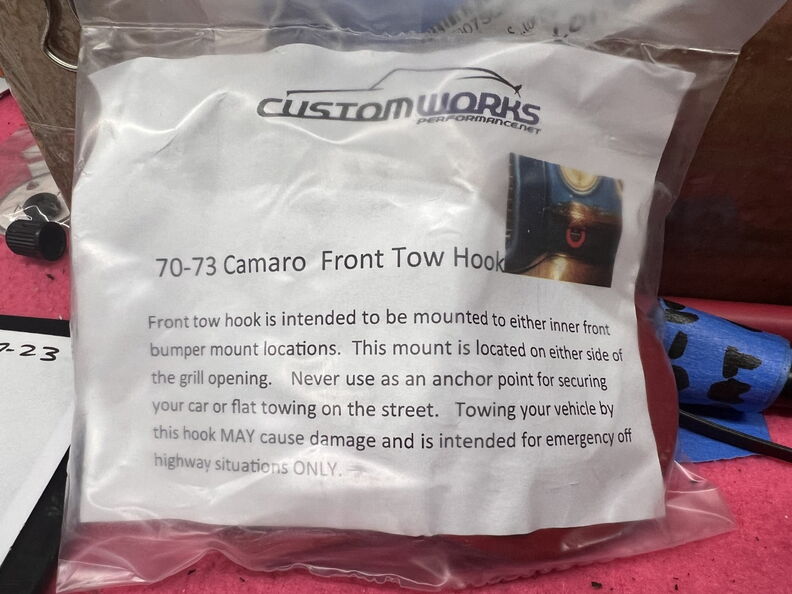 CUSTOMWORKS
PERFORMANCE.NET
70-73 Camaro Front Tow Hook
Front tow hook is intended to be mounted to either inner front
bumper mount locations. This mount is located on either side of
the grill opening. Never use as an anchor point for securing
your car or flat towing on the street. Towing your vehicle by
this hook MAY cause damage and is intended for emergency off
highway situations ONLY.
-23